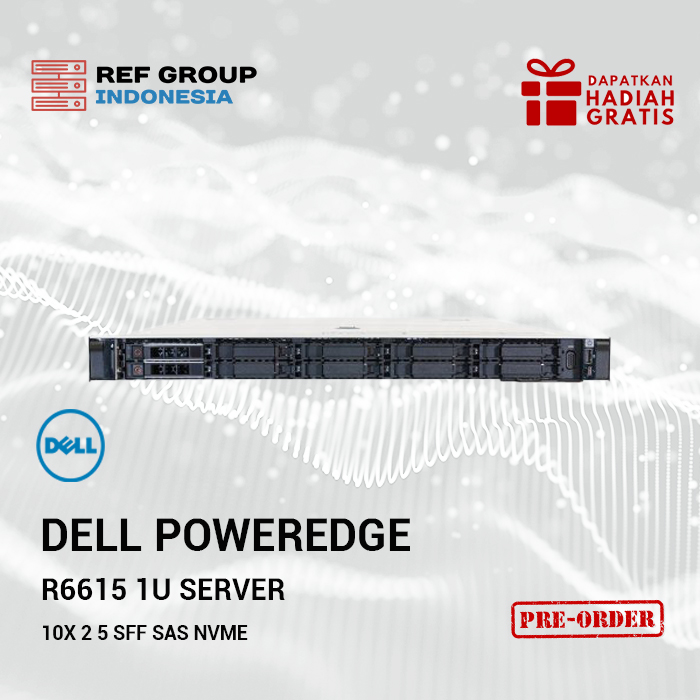 REF GROUP
INDONESIA
DAPATKAN
HADIAH
GRATIS
DELL
DELL POWEREDGE
R6615 1U SERVER
10X 2 5 SFF SAS NVME
PRE-ORDER